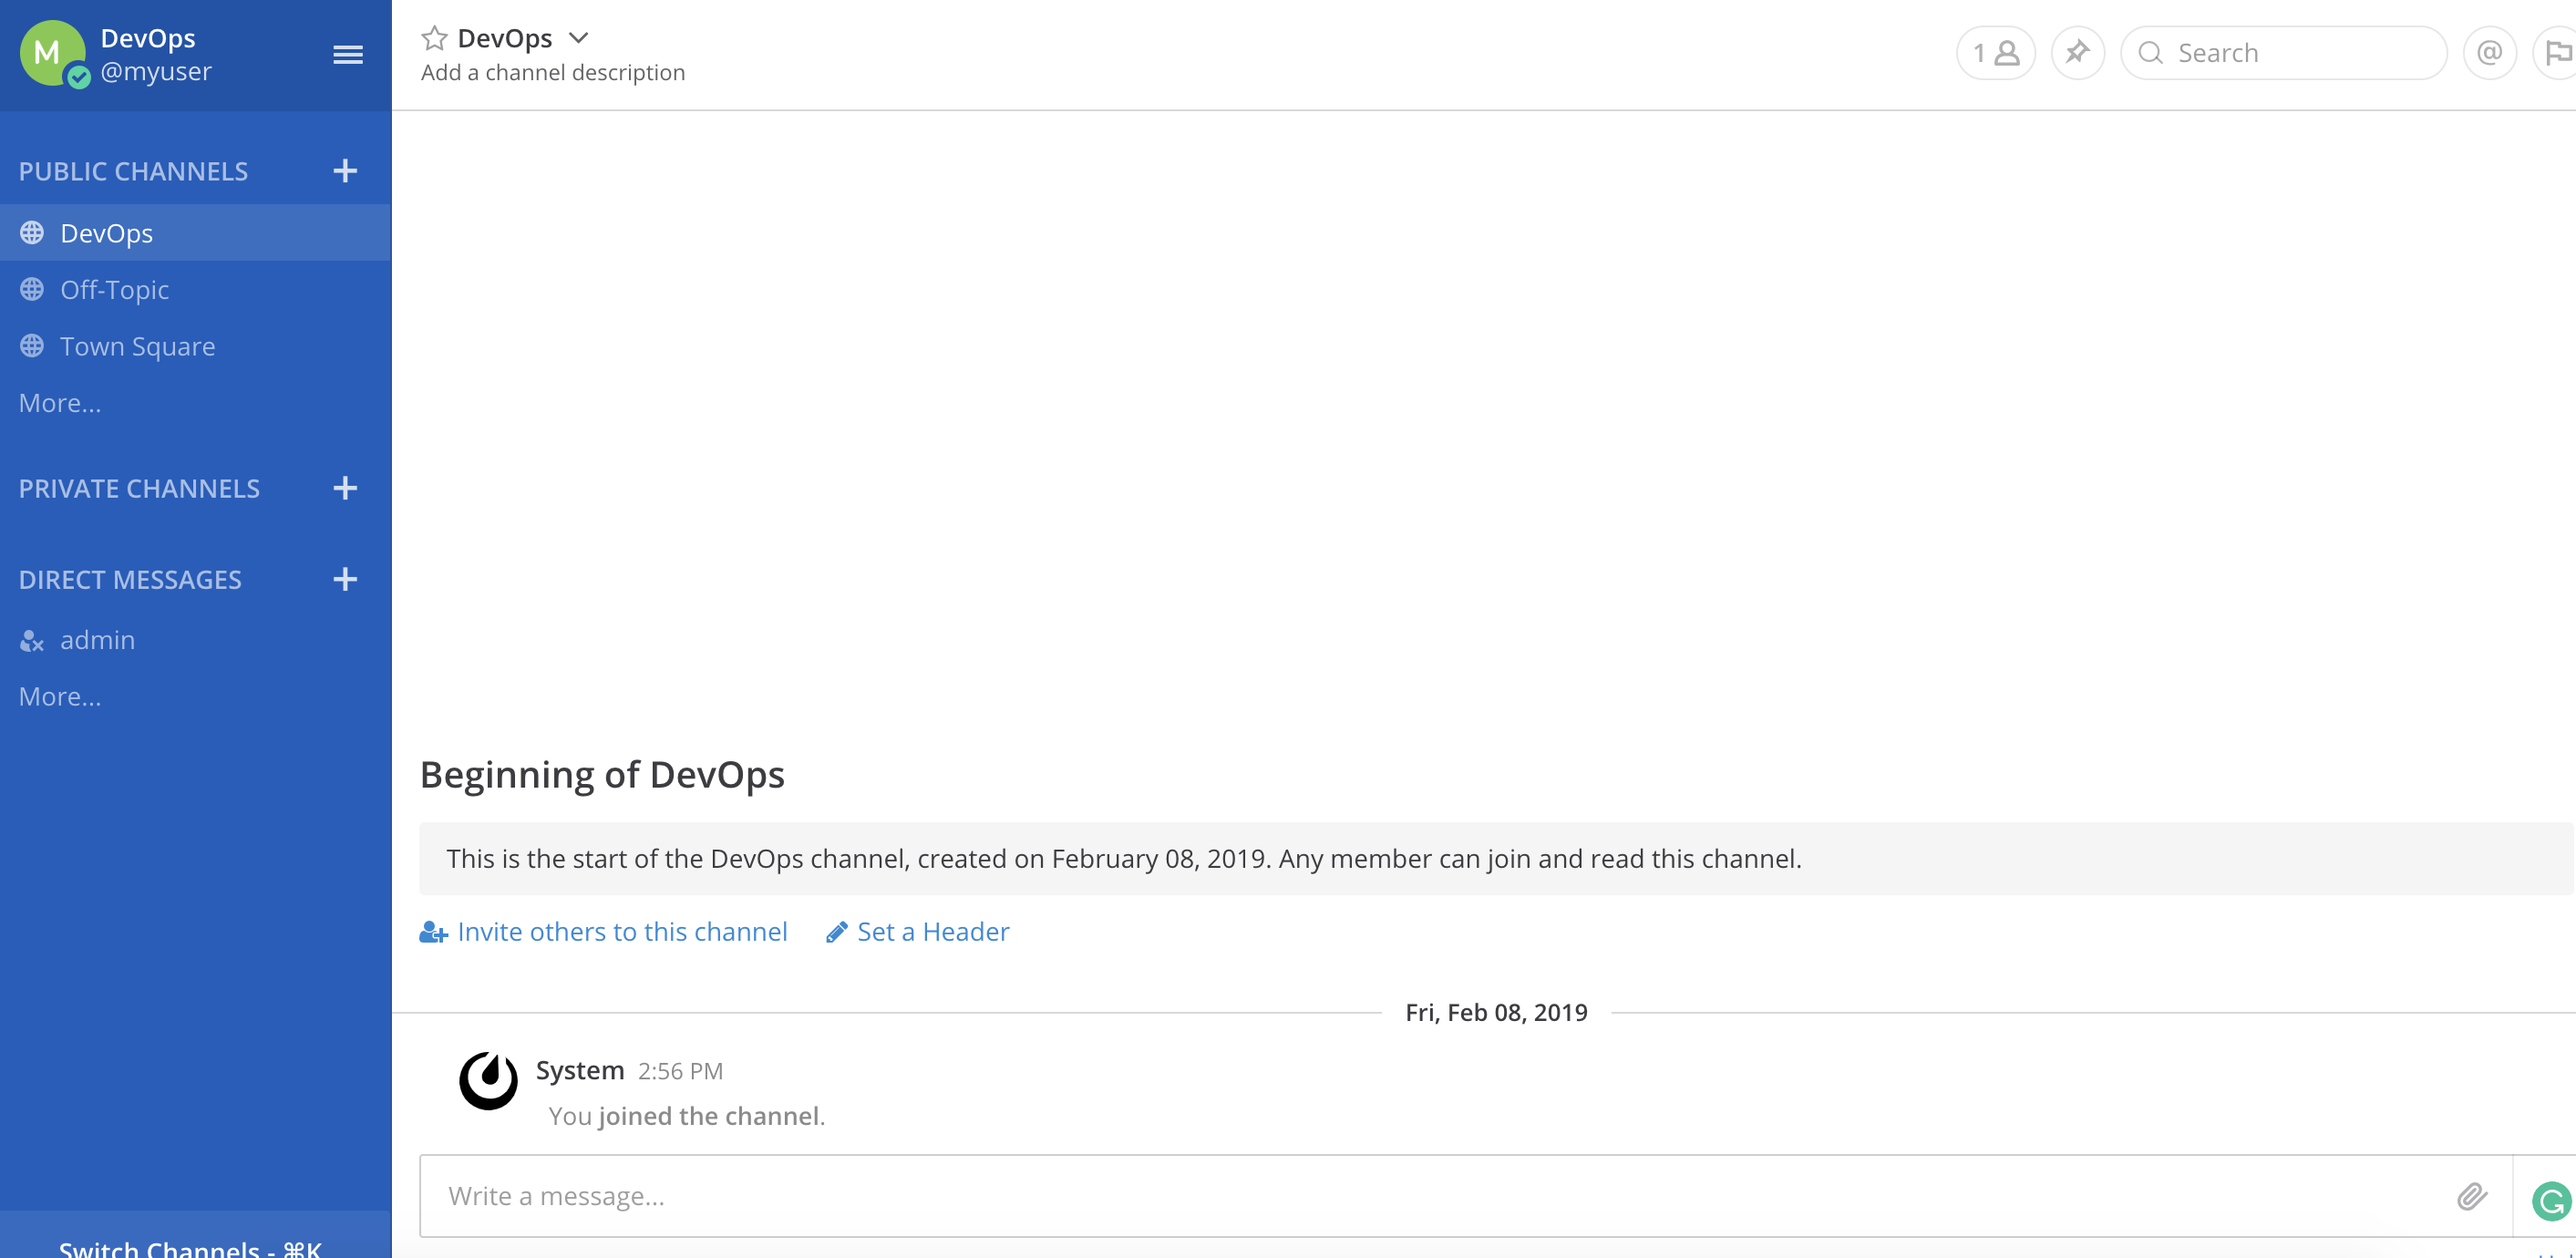 M
DevOps
@myuser
PUBLIC CHANNELS
DevOps
Off-Topic
Town Square
More...
PRIVATE CHANNELS
DIRECT MESSAGES
admin
More...
Switch Channels - ⌘K
DevOps
Add a channel description
1
Search
@
Beginning of DevOps
This is the start of the DevOps channel, created on February 08, 2019. Any member can join and read this channel.
Invite others to this channel
Set a Header
Fri, Feb 08, 2019
System 2:56 PM
You joined the channel.
Write a message...